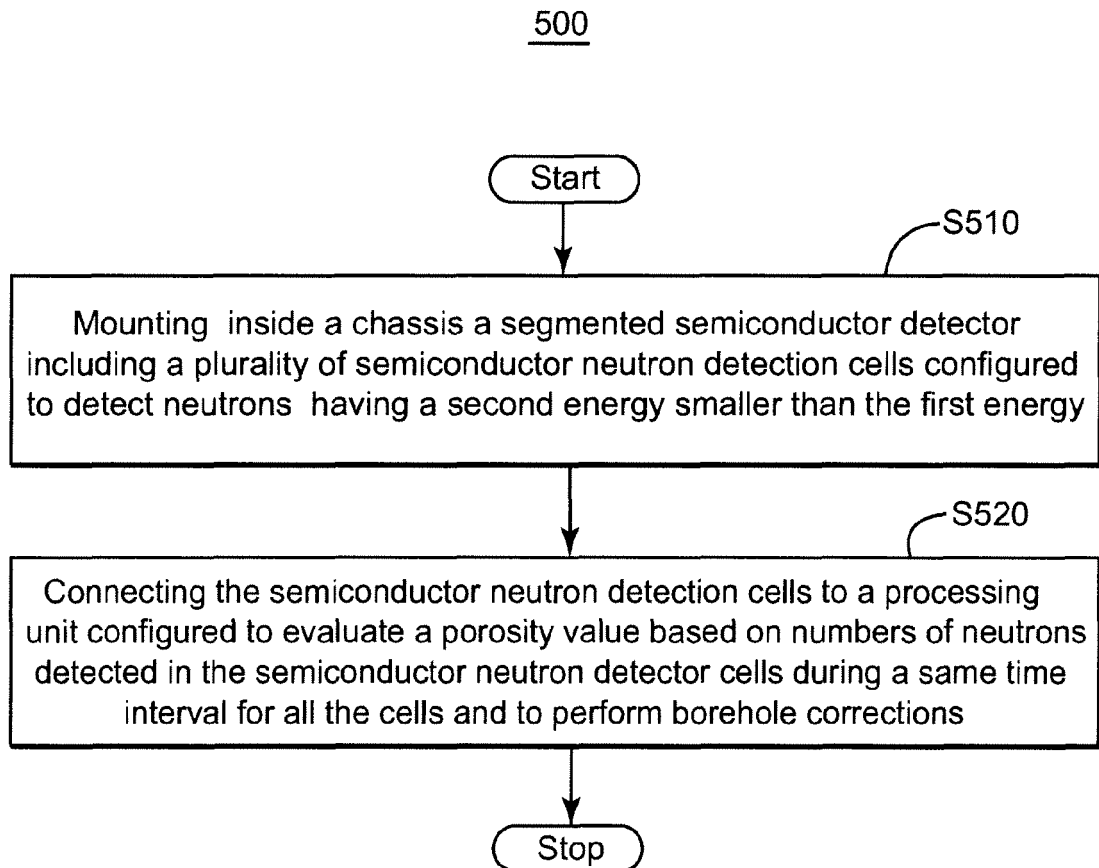 500
Start
S510
Mounting inside a chassis a segmented semiconductor detector
including a plurality of semiconductor neutron detection cells configured
to detect neutrons having a second energy smaller than the first energy
S520
Connecting the semiconductor neutron detection cells to a processing
unit configured to evaluate a porosity value based on numbers of neutrons
detected in the semiconductor neutron detector cells during a same time
interval for all the cells and to perform borehole corrections
Stop